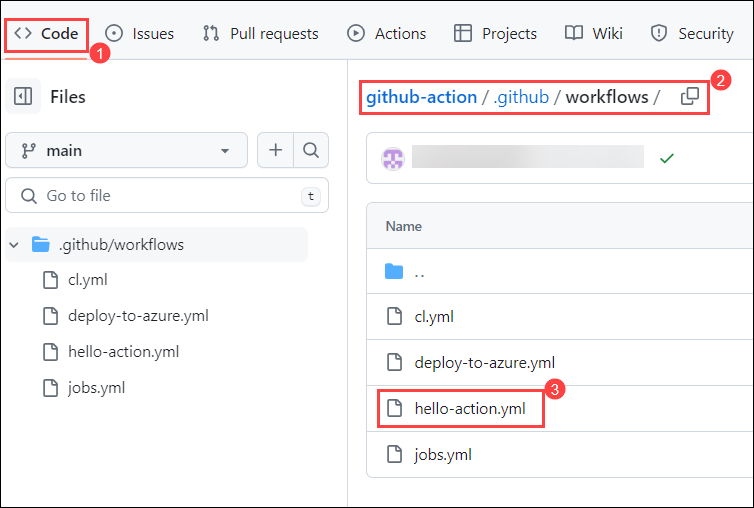 Code Issues Pull requests Actions Projects Wiki Security
1
Files
2
github-action / .github / workflows /
main
Go to file t
Name
.github/workflows
..
cl.yml
cl.yml
deploy-to-azure.yml
deploy-to-azure.yml
hello-action.yml
3
hello-action.yml
jobs.yml
jobs.yml